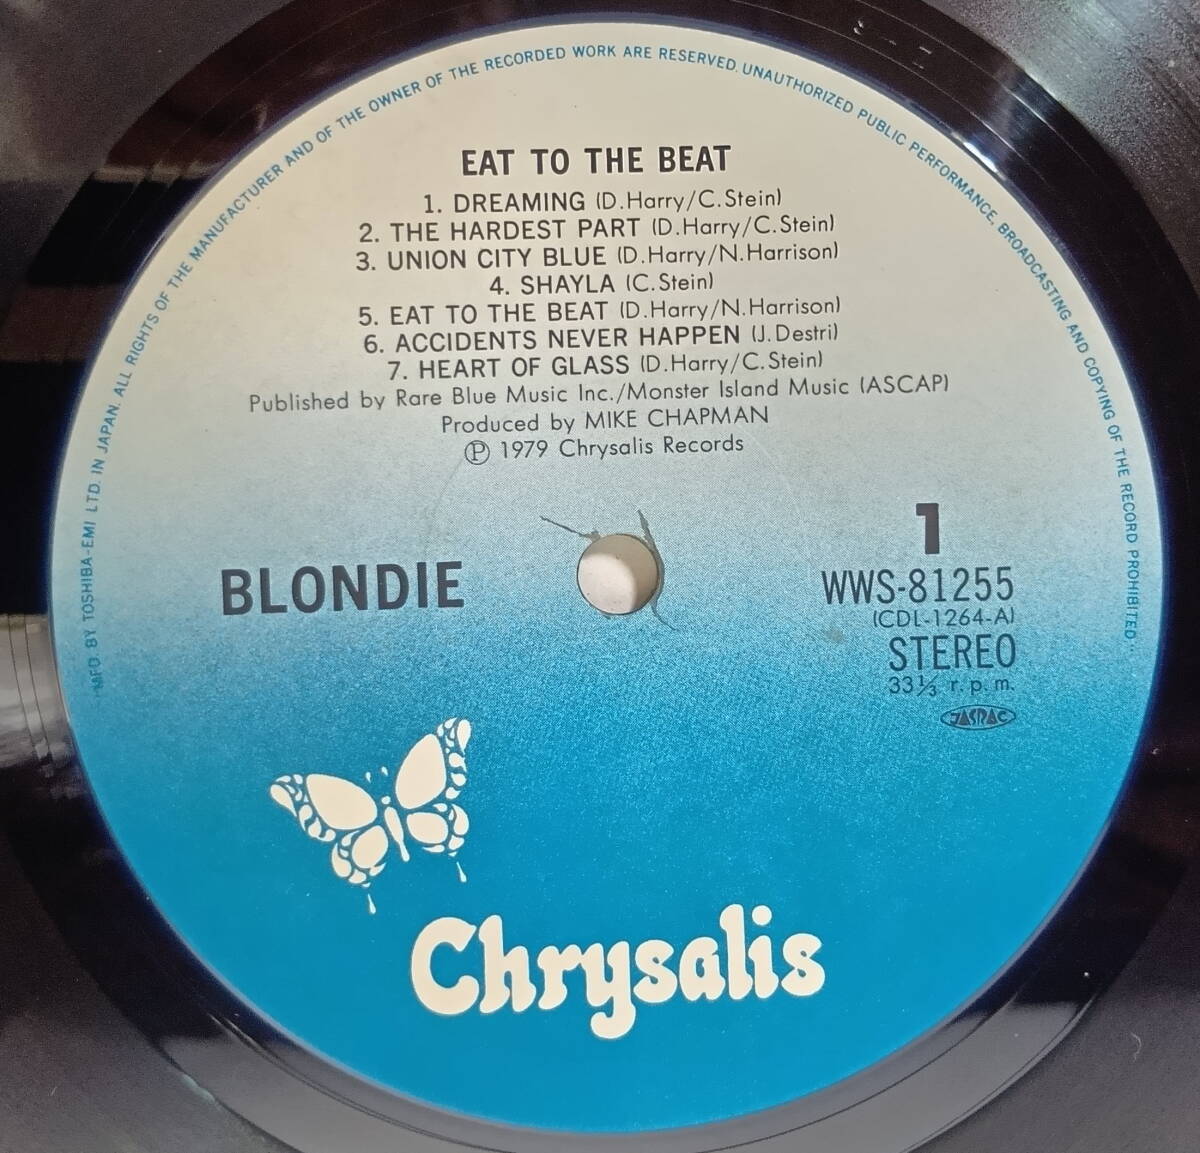 MFD. BY TOSHIBA-EMI LTD. IN JAPAN. ALL RIGHTS OF THE MANUFACTURER AND OF THE OWNER OF THE RECORDED WORK ARE RESERVED. UNAUTHORIZED PUBLIC PERFORMANCE, BROADCASTING AND COPYING OF THE RECORD PROHIBITED.
EAT TO THE BEAT
1. DREAMING (D.Harry/C.Stein)
2. THE HARDEST PART (D.Harry/C.Stein)
3. UNION CITY BLUE (D.Harry/N.Harrison)
4. SHAYLA (C.Stein)
5. EAT TO THE BEAT (D.Harry/N.Harrison)
6. ACCIDENTS NEVER HAPPEN (J.Destri)
7. HEART OF GLASS (D.Harry/C.Stein)
Published by Rare Blue Music Inc./Monster Island Music (ASCAP)
Produced by MIKE CHAPMAN
Ⓟ 1979 Chrysalis Records
BLONDIE
1
WWS-81255
(CDL-1264-A)
STEREO
33⅓ r.p.m.
JASRAC
Chrysalis